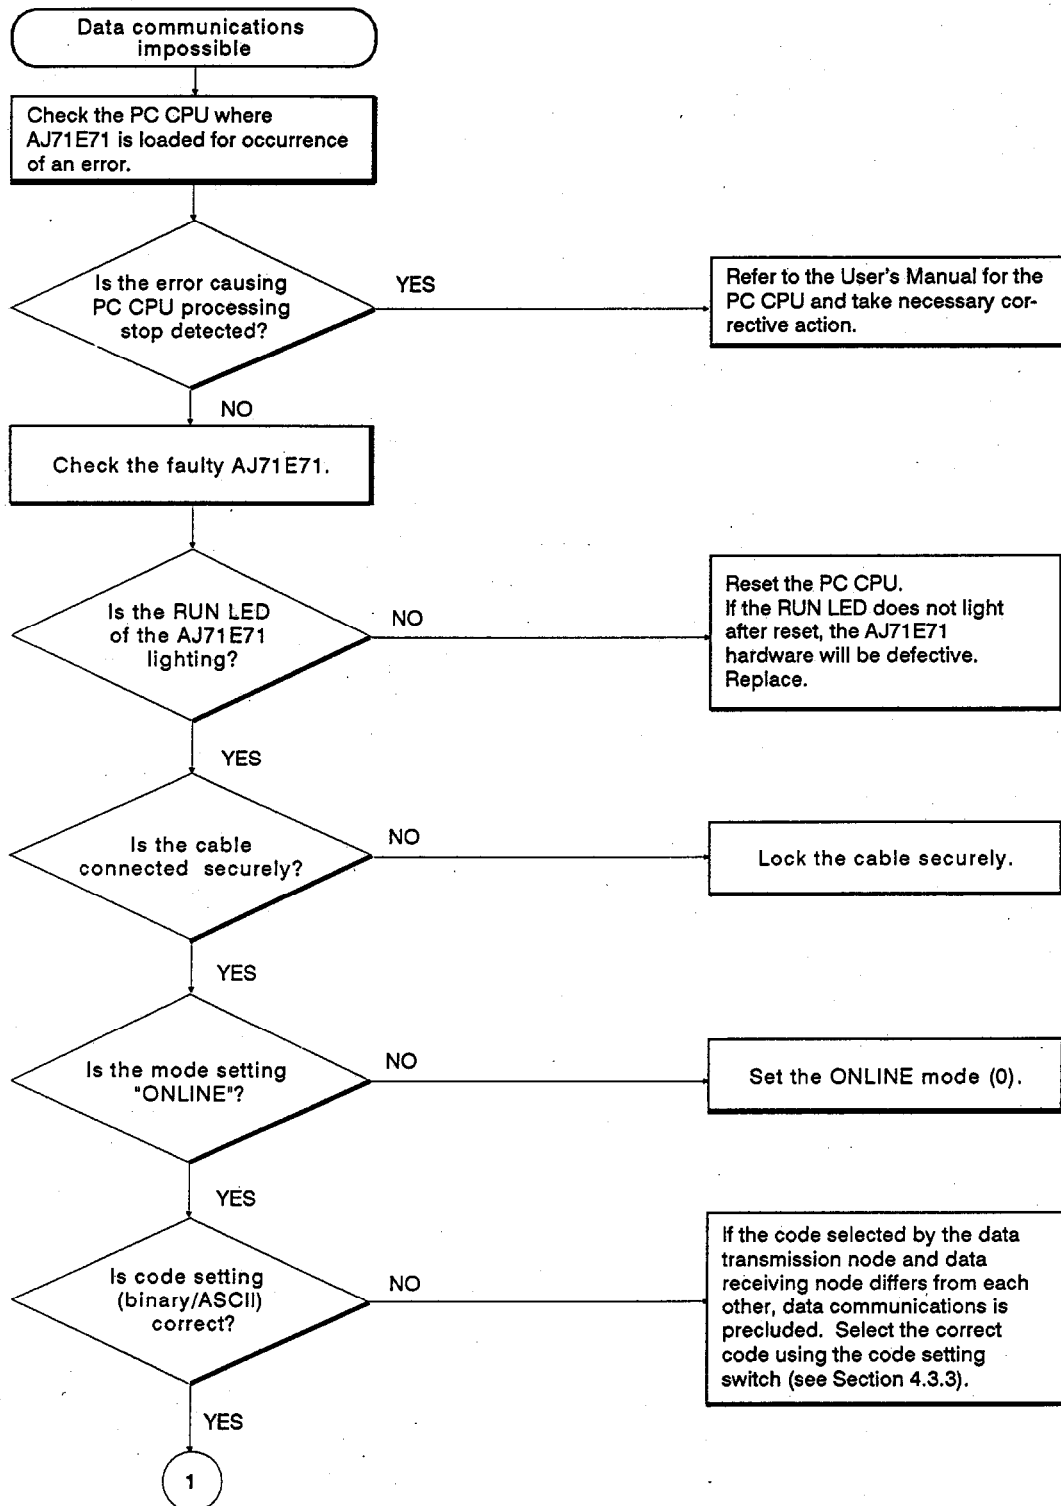 Data communications
impossible
Check the PC CPU where
AJ71E71 is loaded for occurrence
of an error.
Is the error causing
PC CPU processing
stop detected?
YES
Refer to the User's Manual for the
PC CPU and take necessary cor-
rective action.
NO
Check the faulty AJ71E71.
Is the RUN LED
of the AJ71E71
lighting?
NO
Reset the PC CPU.
If the RUN LED does not light
after reset, the AJ71E71
hardware will be defective.
Replace.
YES
Is the cable
connected securely?
NO
Lock the cable securely.
YES
Is the mode setting
"ONLINE"?
NO
Set the ONLINE mode (0).
YES
Is code setting
(binary/ASCII)
correct?
NO
If the code selected by the data
transmission node and data
receiving node differs from each
other, data communications is
precluded. Select the correct
code using the code setting
switch (see Section 4.3.3).
YES
1